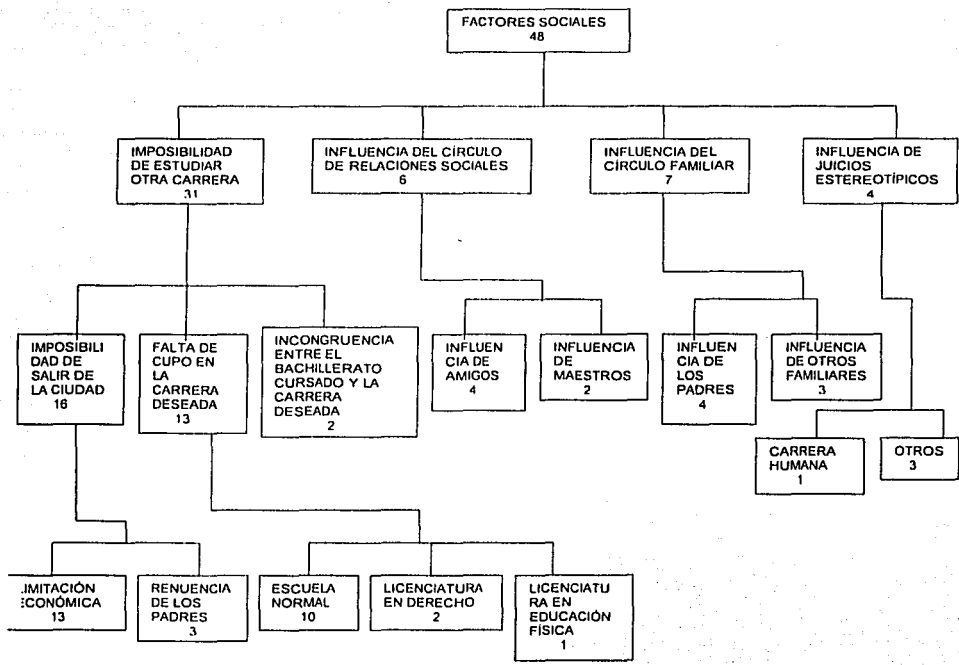 FACTORES SOCIALES
48
IMPOSIBILIDAD
DE ESTUDIAR
OTRA CARRERA
31
INFLUENCIA DEL CÍRCULO
DE RELACIONES SOCIALES
6
INFLUENCIA DEL
CÍRCULO FAMILIAR
7
INFLUENCIA DE
JUICIOS
ESTEREOTÍPICOS
4
IMPOSIBILI
DAD DE
SALIR DE
LA CIUDAD
16
FALTA DE
CUPO EN
LA
CARRERA
DESEADA
13
INCONGRUENCIA
ENTRE EL
BACHILLERATO
CURSADO Y LA
CARRERA
DESEADA
2
INFLUEN
CIA DE
AMIGOS
4
INFLUENCIA
DE
MAESTROS
2
INFLUEN
CIA DE
LOS
PADRES
4
INFLUENCIA
DE OTROS
FAMILIARES
3
CARRERA
HUMANA
1
OTROS
3
.IMITACIÓN
:CONÓMICA
13
RENUENCIA
DE LOS
PADRES
3
ESCUELA
NORMAL
10
LICENCIATURA
EN DERECHO
2
LICENCIATU
RA EN
EDUCACIÓN
FÍSICA
1